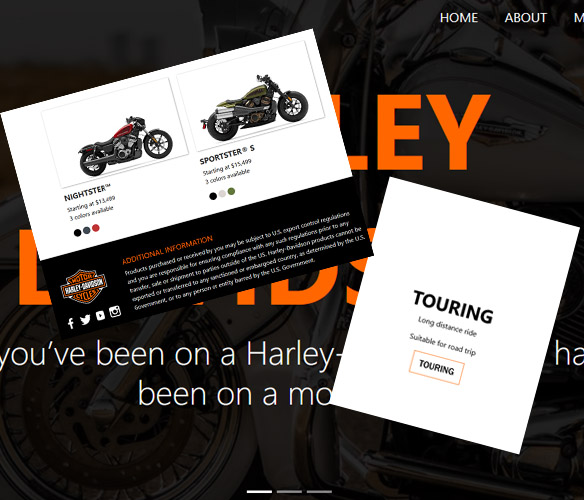 HOME ABOUT M
LEY
NIGHTSTER™
Starting at $13,499
3 colors available
SPORTSTER® S
Starting at $15,499
3 colors available
ADDITIONAL INFORMATION
Products purchased or received by you may be subject to U.S. export control regulations
and you are responsible for ensuring compliance with any such regulations prior to any
transfer, sale or shipment to parties outside of the US. Harley-Davidson products cannot be
exported or transferred to any sanctioned or embargoed country, as determined by the U.S.
Government, or to any person or entity barred by the U.S. Government.
MOTOR
HARLEY-DAVIDSON
CYCLES
TOURING
Long distance ride
Suitable for road trip
TOURING
you've been on a Harley- ha
been on a mo